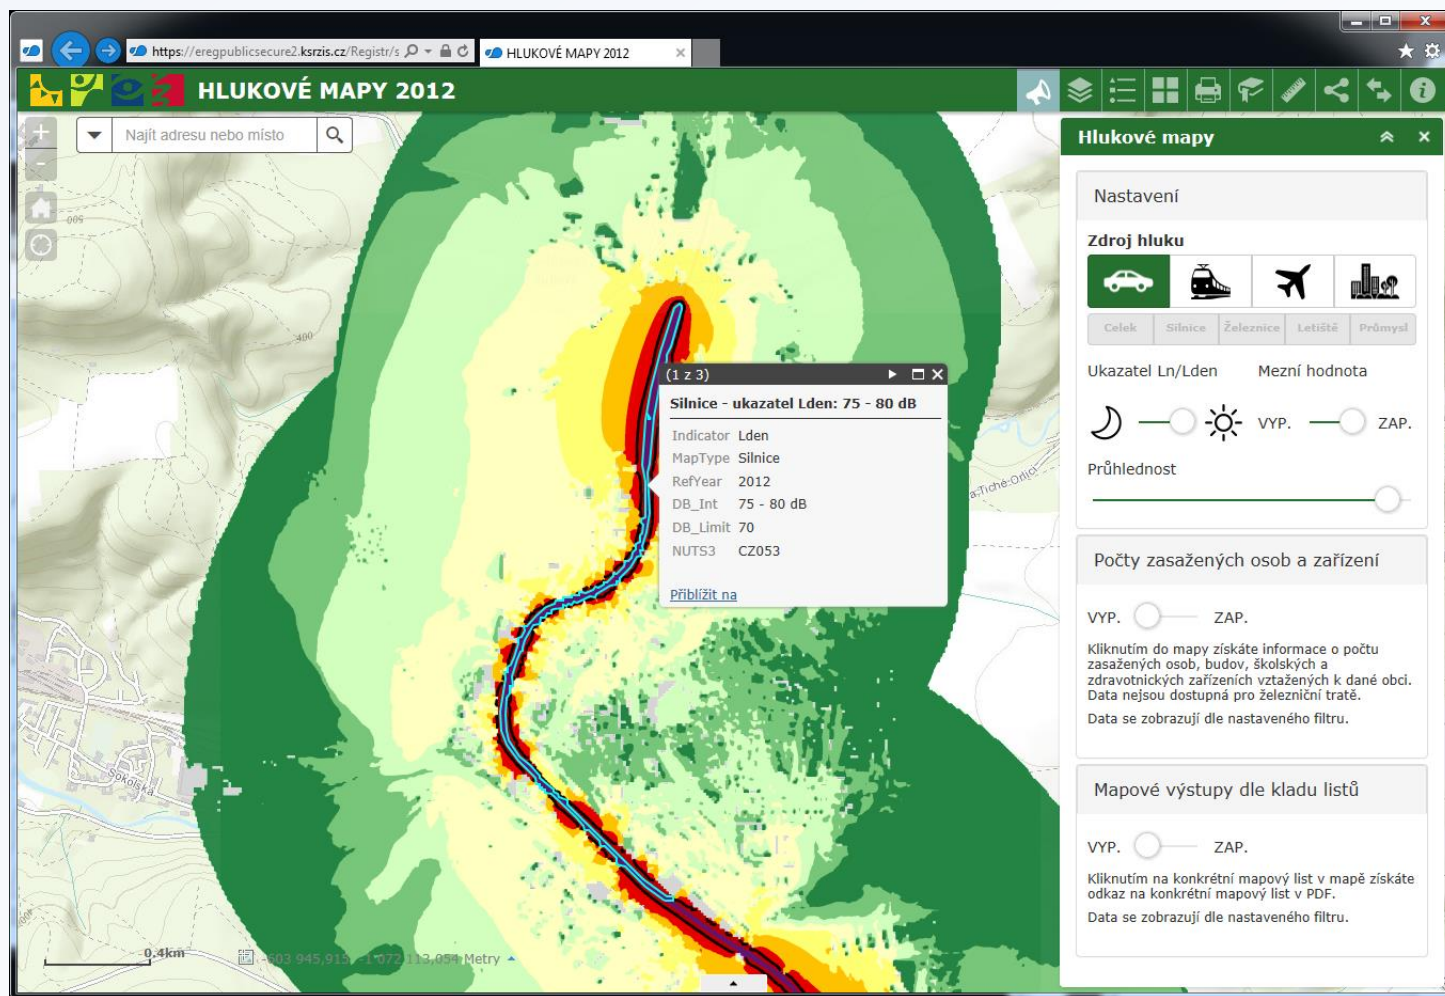 https://eregpublicsecure2.ksrzis.cz/Registr/s
HLUKOVÉ MAPY 2012
HLUKOVÉ MAPY 2012
Najít adresu nebo místo
Hlukové mapy
Nastavení
Zdroj hluku
Celek Silnice Železnice Letiště Průmysl
Ukazatel Ln/Lden Mezní hodnota
VYP. ZAP.
Průhlednost
Počty zasažených osob a zařízení
VYP. ZAP.
Kliknutím do mapy získáte informace o počtu
zasažených osob, budov, školských a
zdravotnických zařízeních vztažených k dané obci.
Data nejsou dostupná pro železniční tratě.
Data se zobrazují dle nastaveného filtru.
Mapové výstupy dle kladu listů
VYP. ZAP.
Kliknutím na konkrétní mapový list v mapě získáte
odkaz na konkrétní mapový list v PDF.
Data se zobrazují dle nastaveného filtru.
(1 z 3)
Silnice - ukazatel Lden: 75 - 80 dB
Indicator Lden
MapType Silnice
RefYear 2012
DB_Int 75 - 80 dB
DB_Limit 70
NUTS3 CZ053
Přiblížit na
500
400
a-Tiché-Orlici
Sokolská
0.4km
-603 945,915 -1 072 113,054 Metry